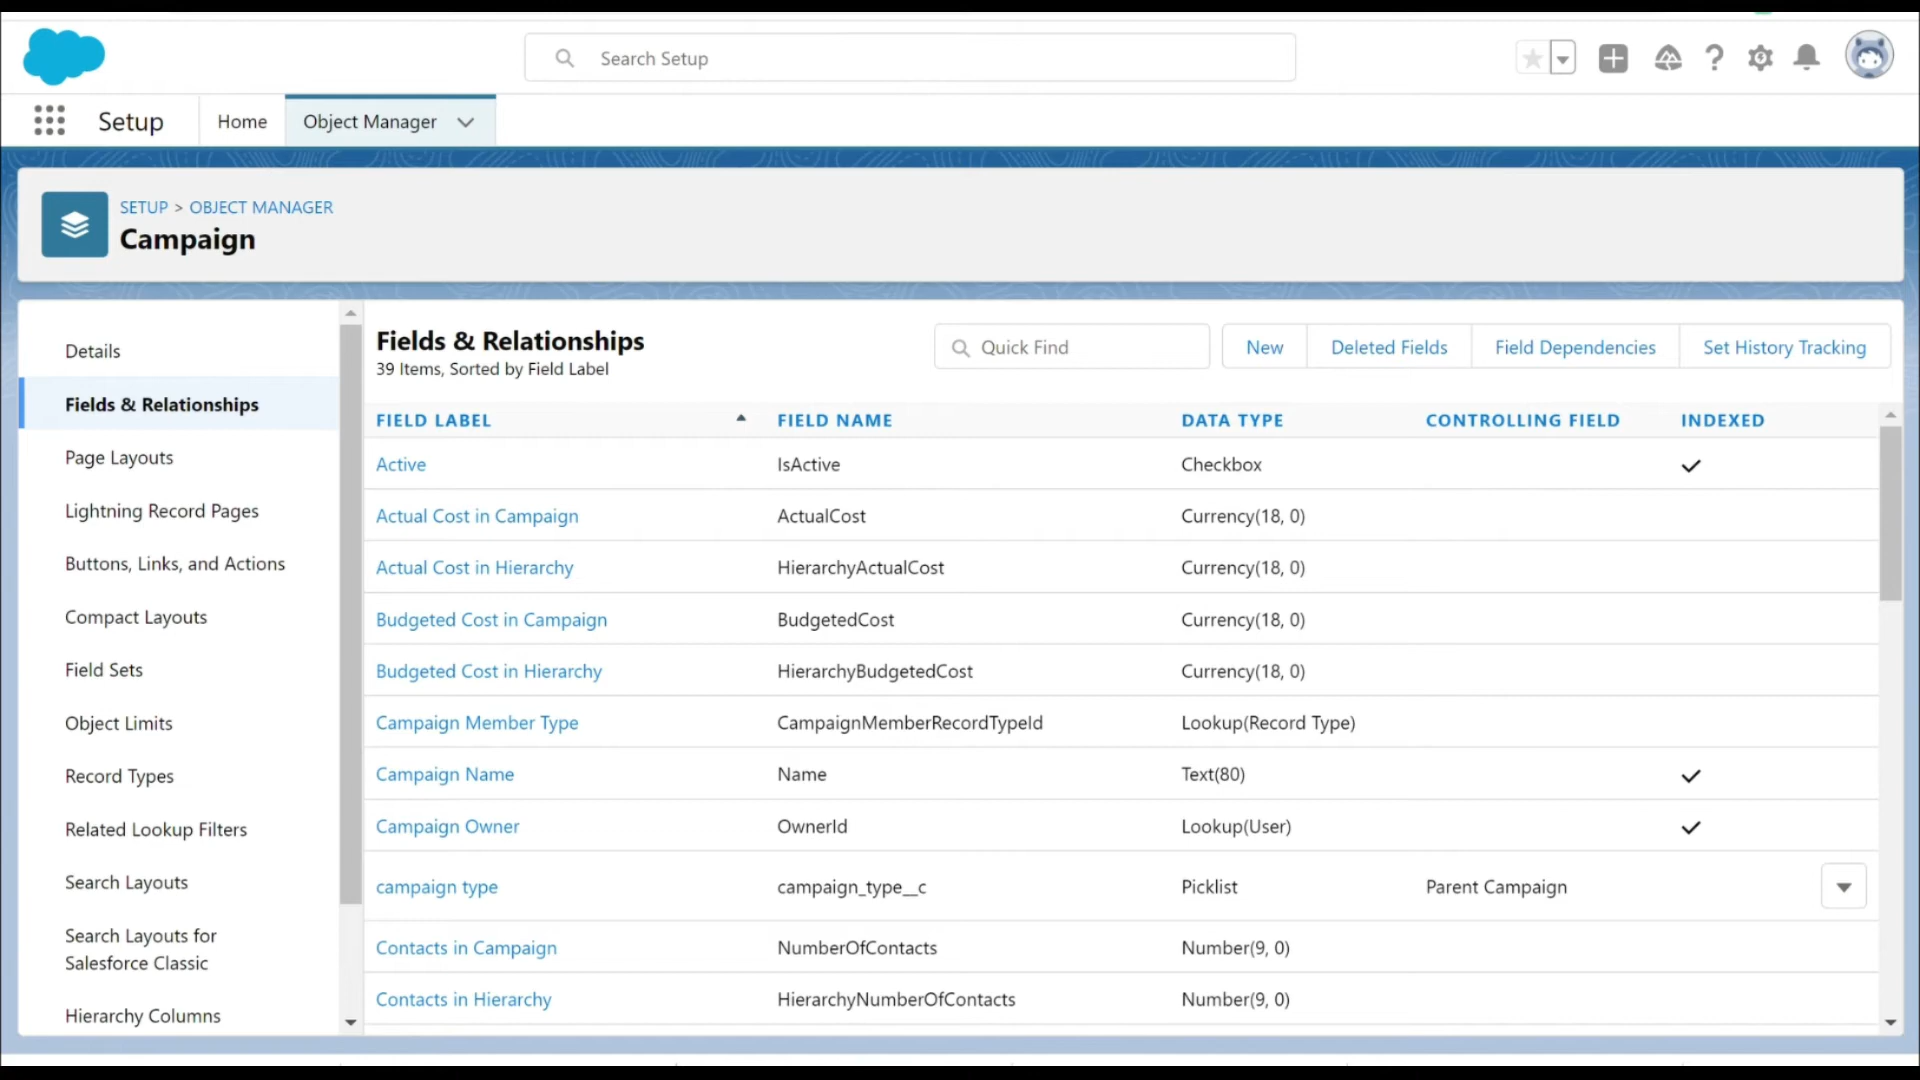 Search Setup
Setup
Home
Object Manager
SETUP > OBJECT MANAGER
Campaign
Details
Fields & Relationships
Page Layouts
Lightning Record Pages
Buttons, Links, and Actions
Compact Layouts
Field Sets
Object Limits
Record Types
Related Lookup Filters
Search Layouts
Search Layouts for
Salesforce Classic
Hierarchy Columns
Fields & Relationships
39 Items, Sorted by Field Label
Quick Find
New
Deleted Fields
Field Dependencies
Set History Tracking
FIELD LABEL FIELD NAME DATA TYPE CONTROLLING FIELD INDEXED
Active IsActive Checkbox
Actual Cost in Campaign ActualCost Currency(18, 0)
Actual Cost in Hierarchy HierarchyActualCost Currency(18, 0)
Budgeted Cost in Campaign BudgetedCost Currency(18, 0)
Budgeted Cost in Hierarchy HierarchyBudgetedCost Currency(18, 0)
Campaign Member Type CampaignMemberRecordTypeId Lookup(Record Type)
Campaign Name Name Text(80)
Campaign Owner OwnerId Lookup(User)
campaign type campaign_type__c Picklist Parent Campaign
Contacts in Campaign NumberOfContacts Number(9, 0)
Contacts in Hierarchy HierarchyNumberOfContacts Number(9, 0)